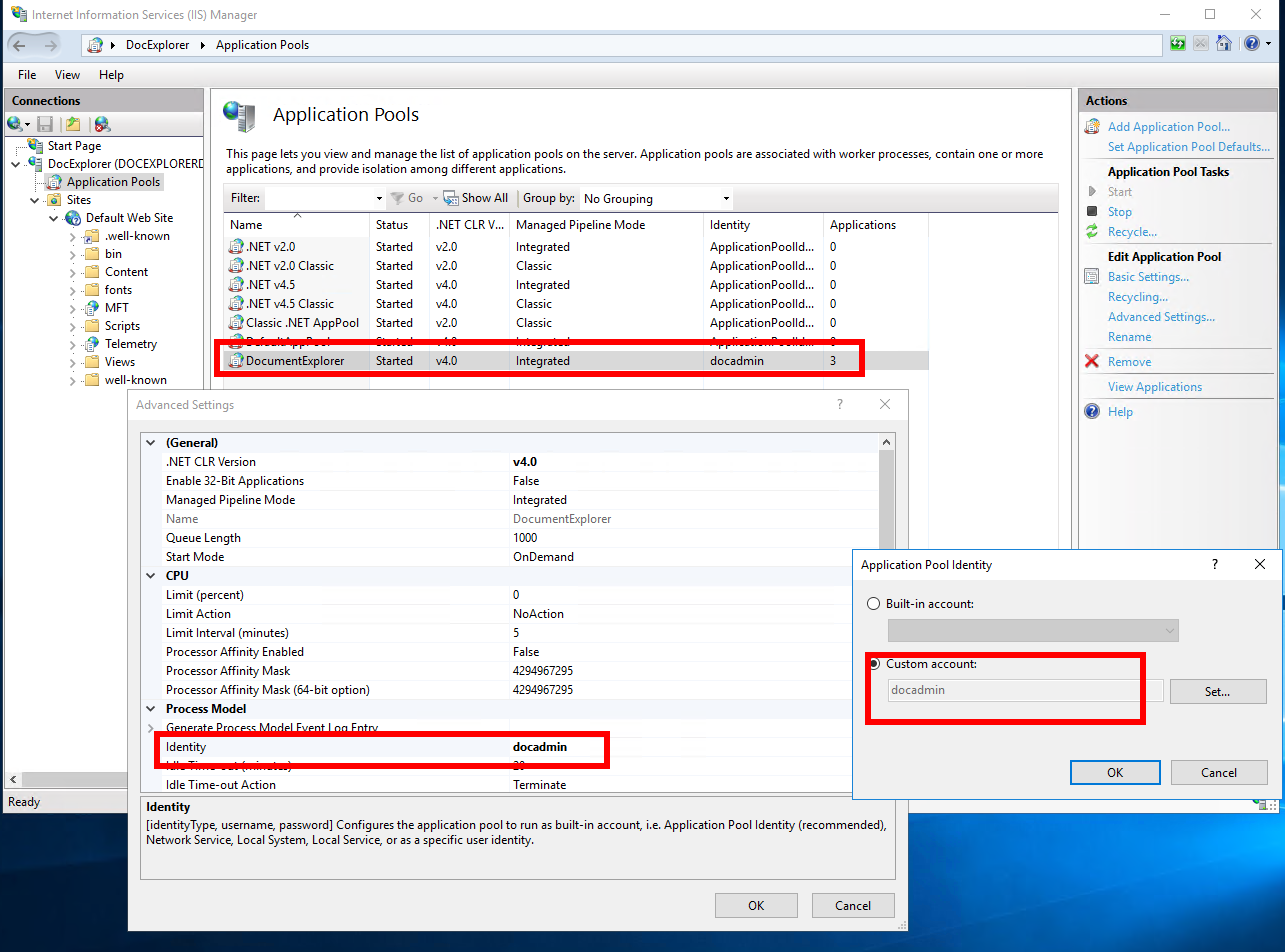 Internet Information Services (IIS) Manager
DocExplorer
Application Pools
File View Help
Connections
Start Page
DocExplorer (DOCEXPLORERD
Application Pools
Sites
Default Web Site
.well-known
bin
Content
fonts
MFT
Scripts
Telemetry
Views
well-known
Ready
Application Pools
This page lets you view and manage the list of application pools on the server. Application pools are associated with worker processes, contain one or more
applications, and provide isolation among different applications.
Filter: Go Show All Group by: No Grouping
Name Status .NET CLR V... Managed Pipeline Mode Identity Applications
.NET v2.0 Started v2.0 Integrated ApplicationPoolId... 0
.NET v2.0 Classic Started v2.0 Classic ApplicationPoolId... 0
.NET v4.5 Started v4.0 Integrated ApplicationPoolId... 0
.NET v4.5 Classic Started v4.0 Classic ApplicationPoolId... 0
Classic .NET AppPool Started v2.0 Classic ApplicationPoolId... 0
DefaultAppPool Started v4.0 Integrated ApplicationPoolId... 0
DocumentExplorer Started v4.0 Integrated docadmin 3
Actions
Add Application Pool...
Set Application Pool Defaults...
Application Pool Tasks
Start
Stop
Recycle...
Edit Application Pool
Basic Settings...
Recycling...
Advanced Settings...
Rename
Remove
View Applications
Help
Advanced Settings
?
(General)
.NET CLR Version v4.0
Enable 32-Bit Applications False
Managed Pipeline Mode Integrated
Name DocumentExplorer
Queue Length 1000
Start Mode OnDemand
CPU
Limit (percent) 0
Limit Action NoAction
Limit Interval (minutes) 5
Processor Affinity Enabled False
Processor Affinity Mask 4294967295
Processor Affinity Mask (64-bit option) 4294967295
Process Model
Generate Process Model Event Log Entry
Identity docadmin
Idle Time-out (minutes) 20
Idle Time-out Action Terminate
Identity
[identityType, username, password] Configures the application pool to run as built-in account, i.e. Application Pool Identity (recommended),
Network Service, Local System, Local Service, or as a specific user identity.
OK Cancel
Application Pool Identity
?
Built-in account:
Custom account:
docadmin
Set...
OK Cancel